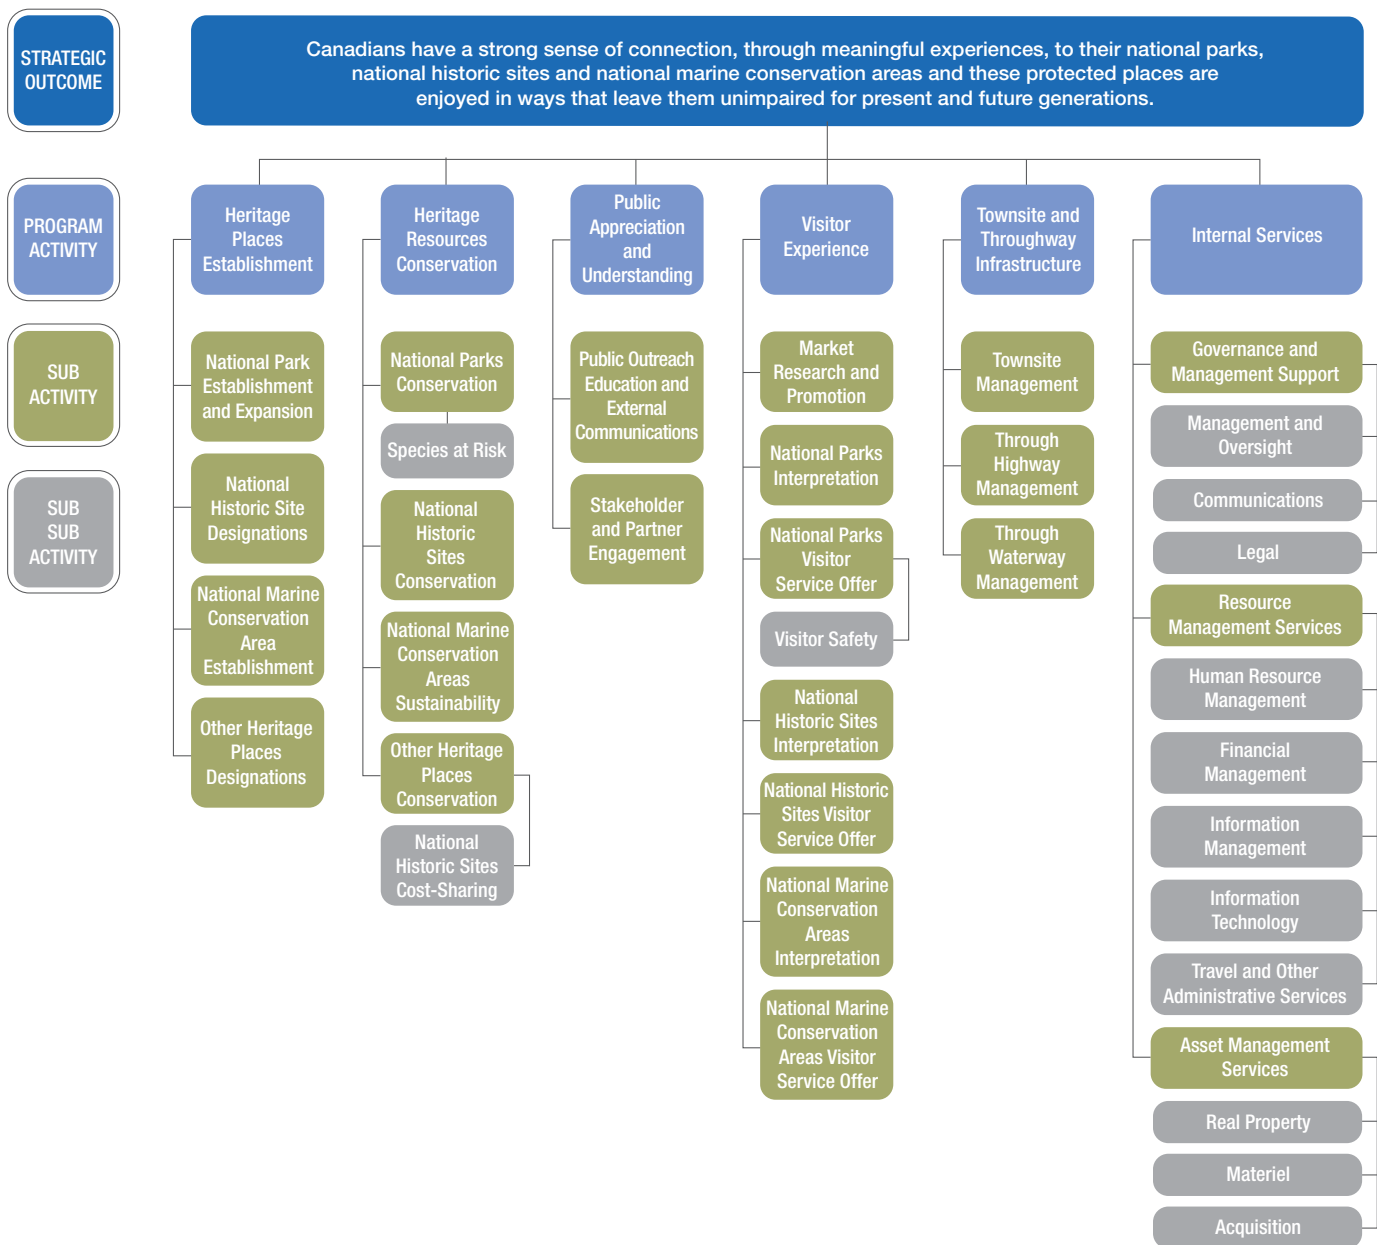 STRATEGIC
OUTCOME
Canadians have a strong sense of connection, through meaningful experiences, to their national parks,
national historic sites and national marine conservation areas and these protected places are
enjoyed in ways that leave them unimpaired for present and future generations.
PROGRAM
ACTIVITY
SUB
ACTIVITY
SUB
SUB
ACTIVITY
Heritage
Places
Establishment
National Park
Establishment
and Expansion
National
Historic Site
Designations
National Marine
Conservation
Area
Establishment
Other Heritage
Places
Designations
Heritage
Resources
Conservation
National Parks
Conservation
Species at Risk
National
Historic
Sites
Conservation
National Marine
Conservation
Areas
Sustainability
Other Heritage
Places
Conservation
National
Historic Sites
Cost-Sharing
Public
Appreciation
and
Understanding
Public Outreach
Education and
External
Communications
Stakeholder
and Partner
Engagement
Visitor
Experience
Market
Research and
Promotion
National Parks
Interpretation
National Parks
Visitor
Service Offer
Visitor Safety
National
Historic Sites
Interpretation
National Historic
Sites Visitor
Service Offer
National Marine
Conservation
Areas
Interpretation
National Marine
Conservation
Areas Visitor
Service Offer
Townsite and
Throughway
Infrastructure
Townsite
Management
Through
Highway
Management
Through
Waterway
Management
Internal Services
Governance and
Management Support
Management and
Oversight
Communications
Legal
Resource
Management Services
Human Resource
Management
Financial
Management
Information
Management
Information
Technology
Travel and Other
Administrative Services
Asset Management
Services
Real Property
Materiel
Acquisition